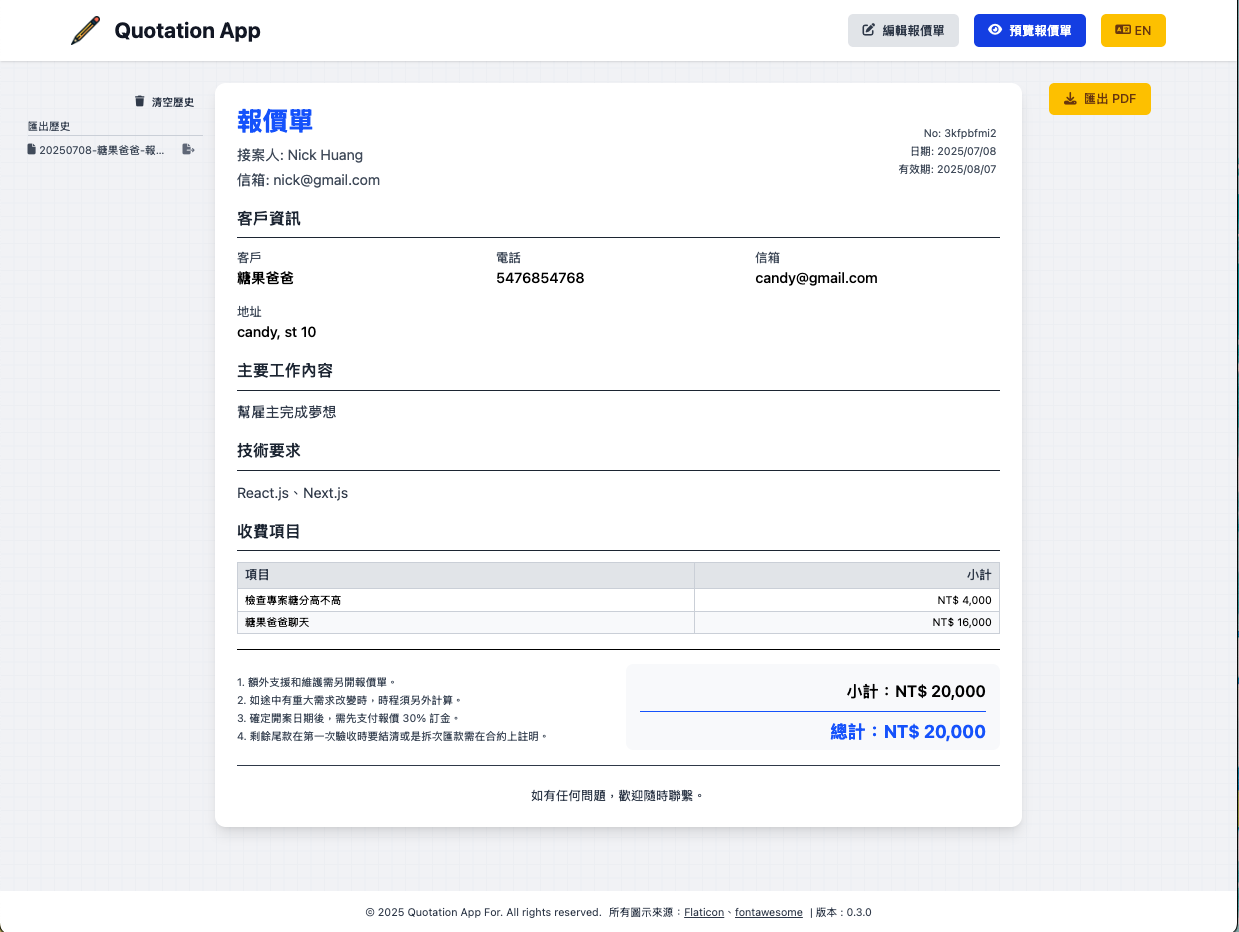 Quotation App
編輯報價單
預覽報價單
EN
清空歷史
匯出歷史
20250708-糖果爸爸-報...
匯出 PDF
報價單
接案人: Nick Huang
信箱: nick@gmail.com
No: 3kfpbfmi2
日期: 2025/07/08
有效期: 2025/08/07
客戶資訊
客戶
糖果爸爸
電話
5476854768
信箱
candy@gmail.com
地址
candy, st 10
主要工作內容
幫雇主完成夢想
技術要求
React.js、Next.js
收費項目
項目 小計
檢查專案糖分高不高 NT$ 4,000
糖果爸爸聊天 NT$ 16,000
1. 額外支援和維護需另開報價單。
2. 如途中有重大需求改變時，時程須另外計算。
3. 確定開案日期後，需先支付報價 30% 訂金。
4. 剩餘尾款在第一次驗收時要結清或是拆次匯款需在合約上註明。
小計：NT$ 20,000
總計：NT$ 20,000
如有任何問題，歡迎隨時聯繫。
© 2025 Quotation App For. All rights reserved. 所有圖示來源：Flaticon、fontawesome | 版本 : 0.3.0